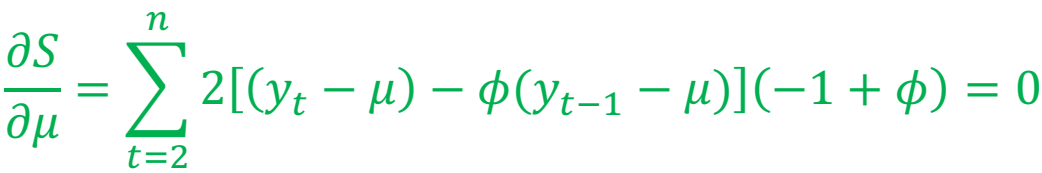 ∂S/∂μ = ∑_{t=2}^{n} 2[(y_t − μ) − ϕ(y_{t−1} − μ)](−1 + ϕ) = 0